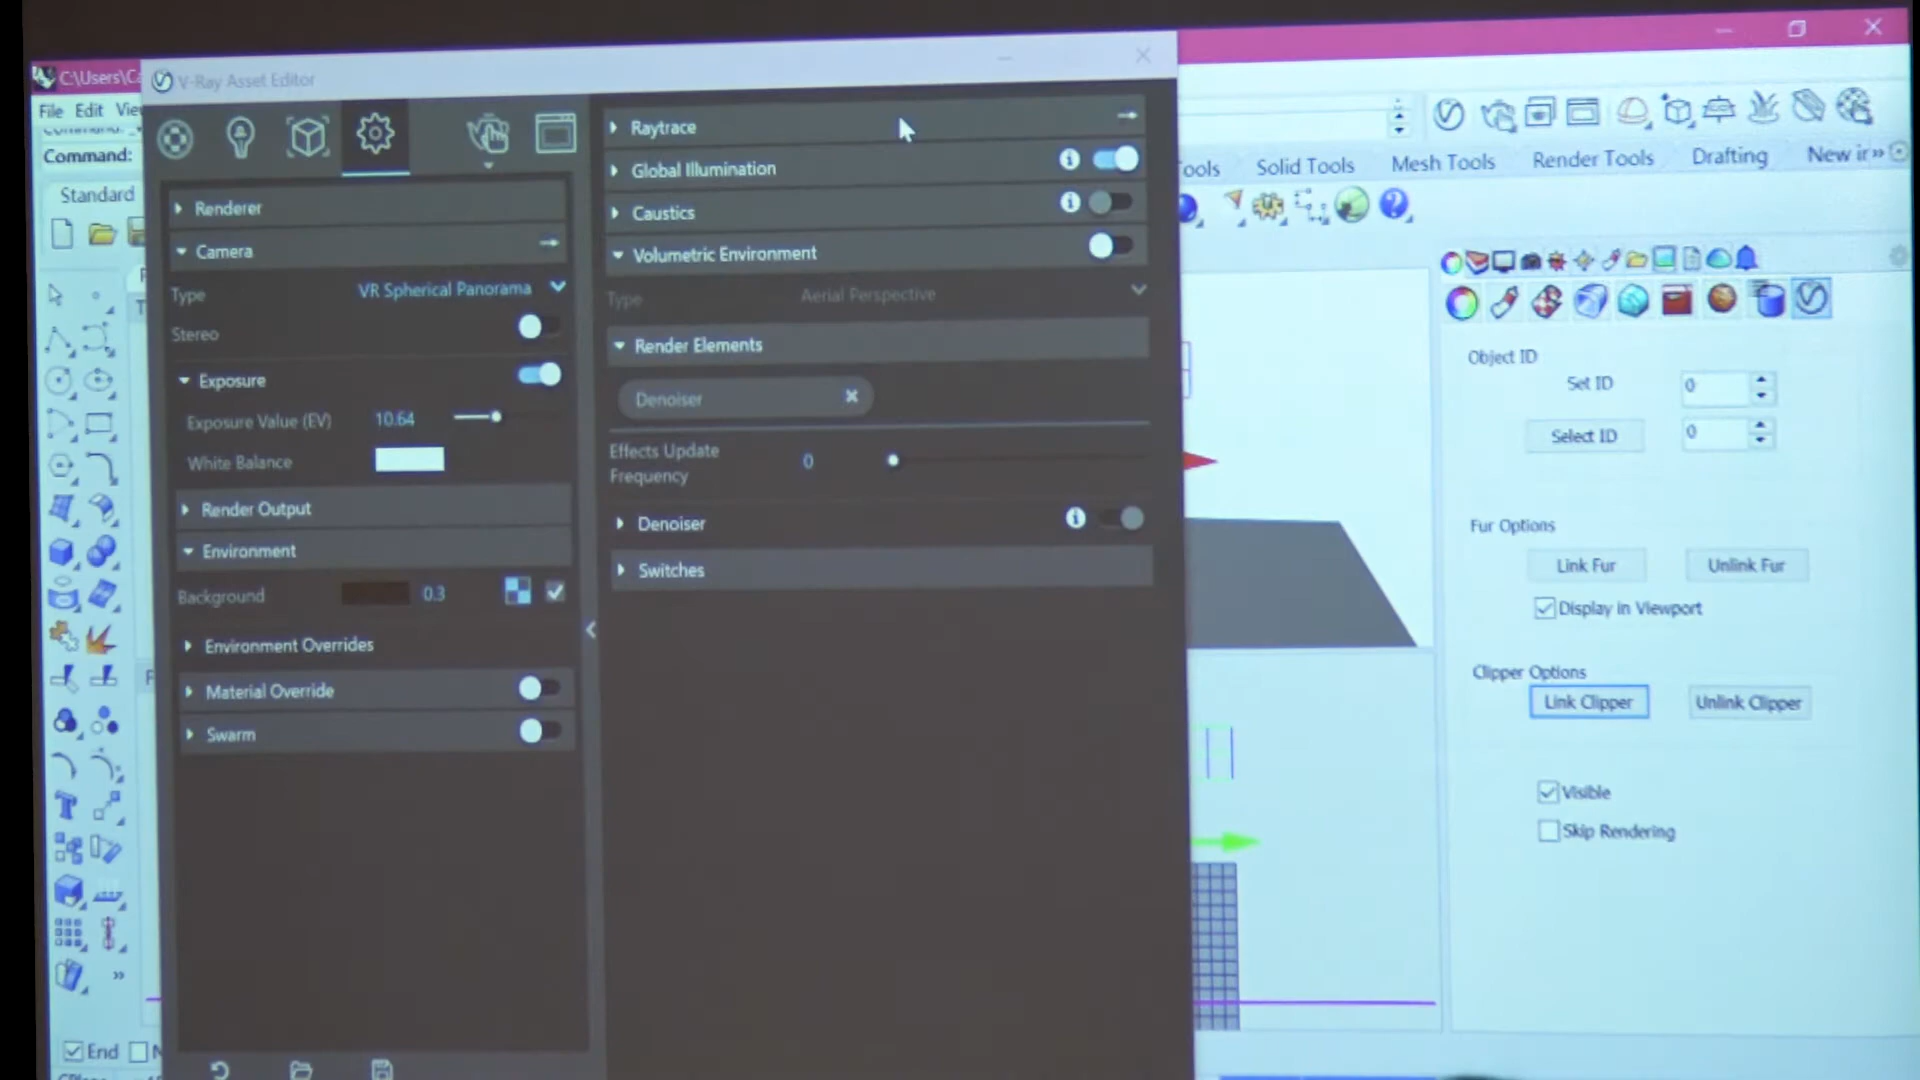 C:\Users\Ca
V-Ray Asset Editor
File Edit Vie
Command:
Standard
Renderer
Camera
Type VR Spherical Panorama
Stereo
Exposure
Exposure Value (EV) 10.64
White Balance
Render Output
Environment
Background 0.3
Environment Overrides
Material Override
Swarm
Raytrace
Global Illumination
Caustics
Volumetric Environment
Type Aerial Perspective
Render Elements
Denoiser
Effects Update
Frequency
0
Denoiser
Switches
ools Solid Tools Mesh Tools Render Tools Drafting New ir
Object ID
Set ID 0
Select ID 0
Fur Options
Link Fur Unlink Fur
Display in Viewport
Clipper Options
Link Clipper Unlink Clipper
Visible
Skip Rendering
End N